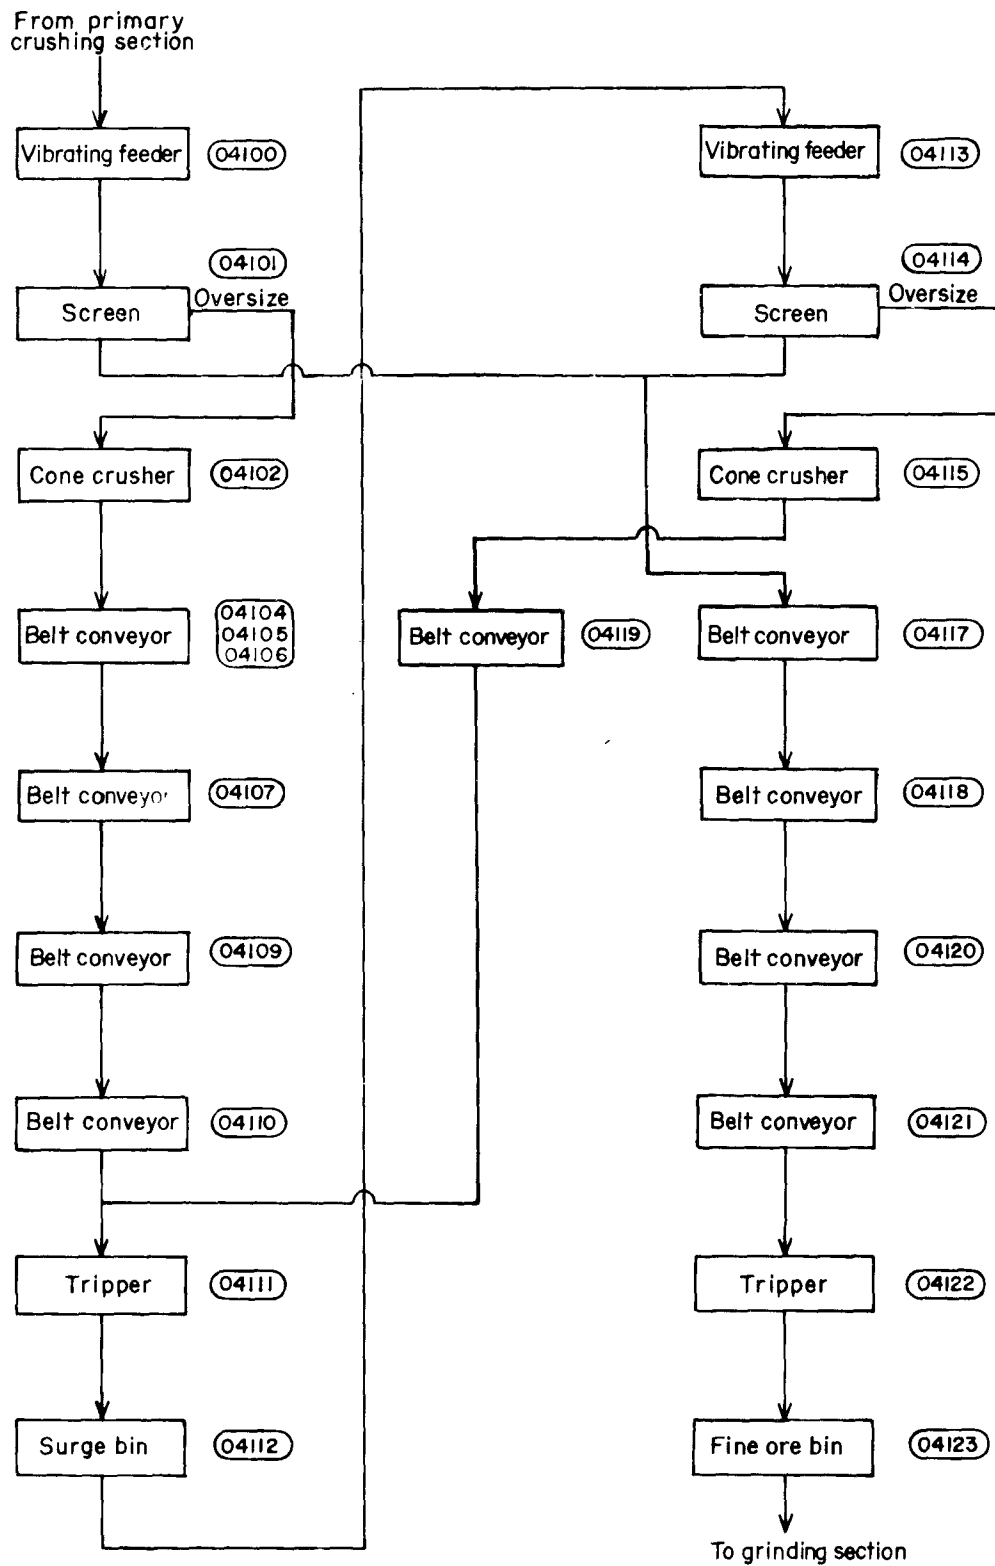 From primary
crushing section
Vibrating feeder
04100
04101
Oversize
Screen
Cone crusher
04102
Belt conveyor
04104
04105
04106
Belt conveyor
04107
Belt conveyor
04109
Belt conveyor
04110
Tripper
04111
Surge bin
04112
Belt conveyor
04119
Vibrating feeder
04113
04114
Oversize
Screen
Cone crusher
04115
Belt conveyor
04117
Belt conveyor
04118
Belt conveyor
04120
Belt conveyor
04121
Tripper
04122
Fine ore bin
04123
To grinding section